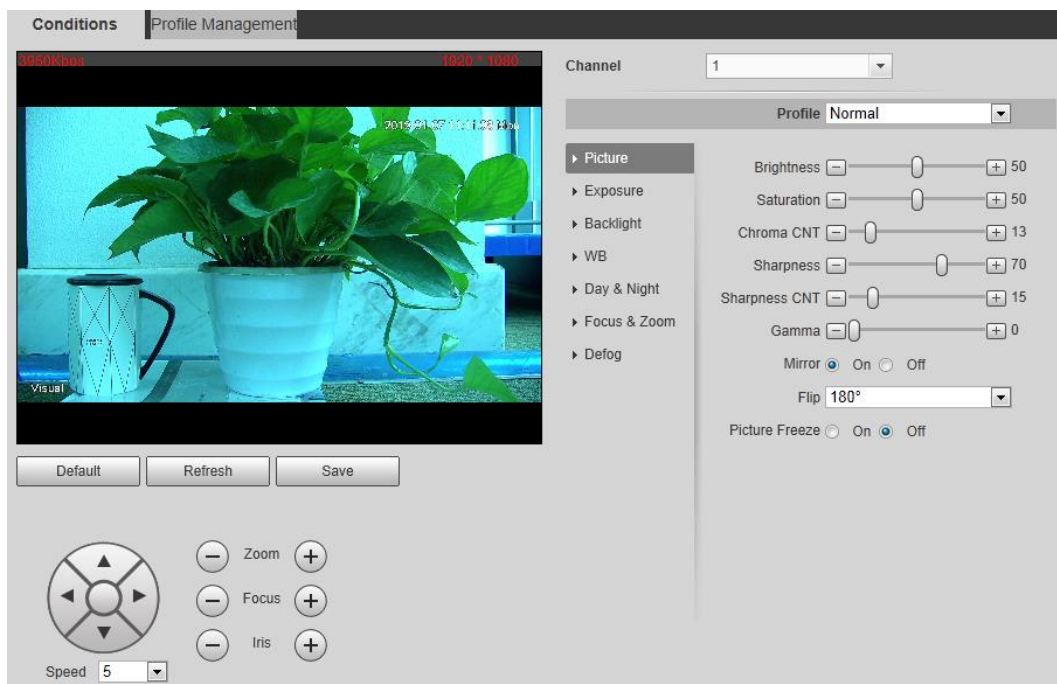 Conditions
Profile Management
1920 * 1080
Visual
Default
Refresh
Save
Zoom
Focus
Iris
Speed 5
Channel 1
Profile Normal
Picture
Exposure
Backlight
WB
Day & Night
Focus & Zoom
Defog
Brightness 50
Saturation 50
Chroma CNT 13
Sharpness 70
Sharpness CNT 15
Gamma 0
Mirror On Off
Flip 180°
Picture Freeze On Off